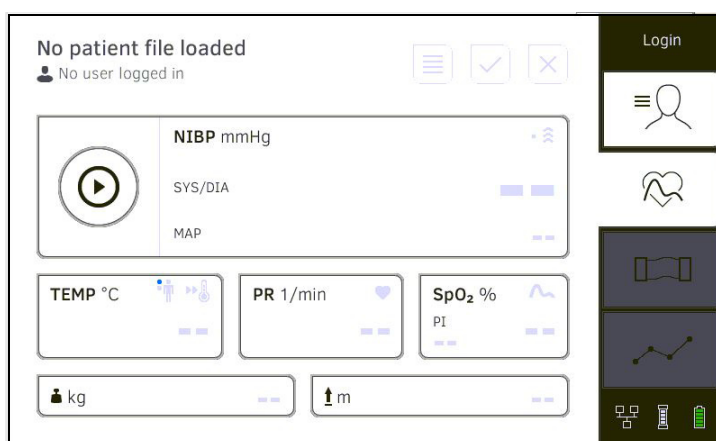 No patient file loaded
No user logged in
Login
NIBP mmHg
SYS/DIA
-- --
MAP
--
TEMP °C
--
PR 1/min
--
SpO₂ %
PI
--
--
kg
--
m
--